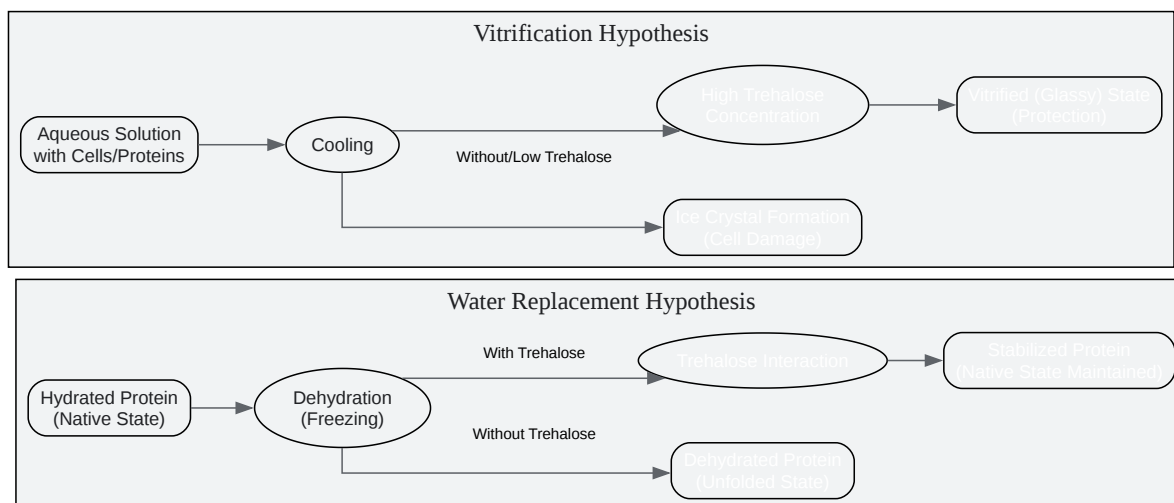 Vitrification Hypothesis
Aqueous Solution
with Cells/Proteins
Cooling
Without/Low Trehalose
High Trehalose
Concentration
Vitrified (Glassy) State
(Protection)
Ice Crystal Formation
(Cell Damage)
Water Replacement Hypothesis
Hydrated Protein
(Native State)
Dehydration
(Freezing)
With Trehalose
Without Trehalose
Trehalose Interaction
Stabilized Protein
(Native State Maintained)
Dehydrated Protein
(Unfolded State)